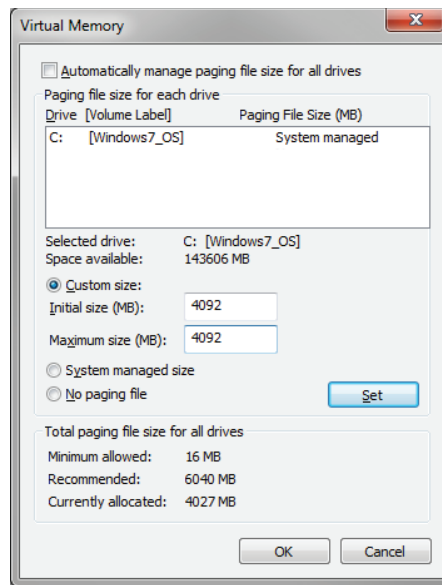 Virtual Memory
Automatically manage paging file size for all drives
Paging file size for each drive
Drive [Volume Label] Paging File Size (MB)
C: [Windows7_OS] System managed
Selected drive: C: [Windows7_OS]
Space available: 143606 MB
Custom size:
Initial size (MB): 4092
Maximum size (MB): 4092
System managed size
No paging file
Set
Total paging file size for all drives
Minimum allowed: 16 MB
Recommended: 6040 MB
Currently allocated: 4027 MB
OK Cancel